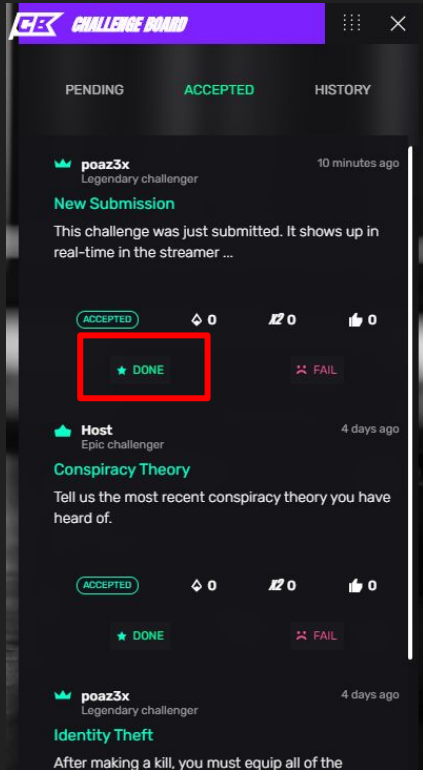 CB CHALLENGE BOARD
PENDING ACCEPTED HISTORY
poaz3x 10 minutes ago
Legendary challenger
New Submission
This challenge was just submitted. It shows up in
real-time in the streamer ...
ACCEPTED 0 X2 0 0
DONE FAIL
Host 4 days ago
Epic challenger
Conspiracy Theory
Tell us the most recent conspiracy theory you have
heard of.
ACCEPTED 0 X2 0 0
DONE FAIL
poaz3x 4 days ago
Legendary challenger
Identity Theft
After making a kill, you must equip all of the